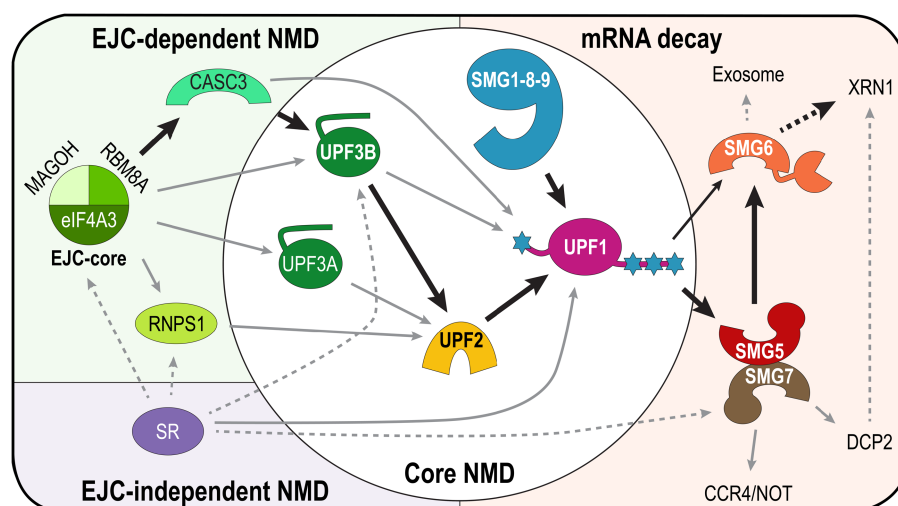 EJC-dependent NMD
mRNA decay
CASC3
SMG1-8-9
Exosome
XRN1
MAGOH
RBM8A
UPF3B
SMG6
eIF4A3
EJC-core
UPF3A
UPF1
RNPS1
UPF2
SMG5
SMG7
SR
DCP2
Core NMD
EJC-independent NMD
CCR4/NOT